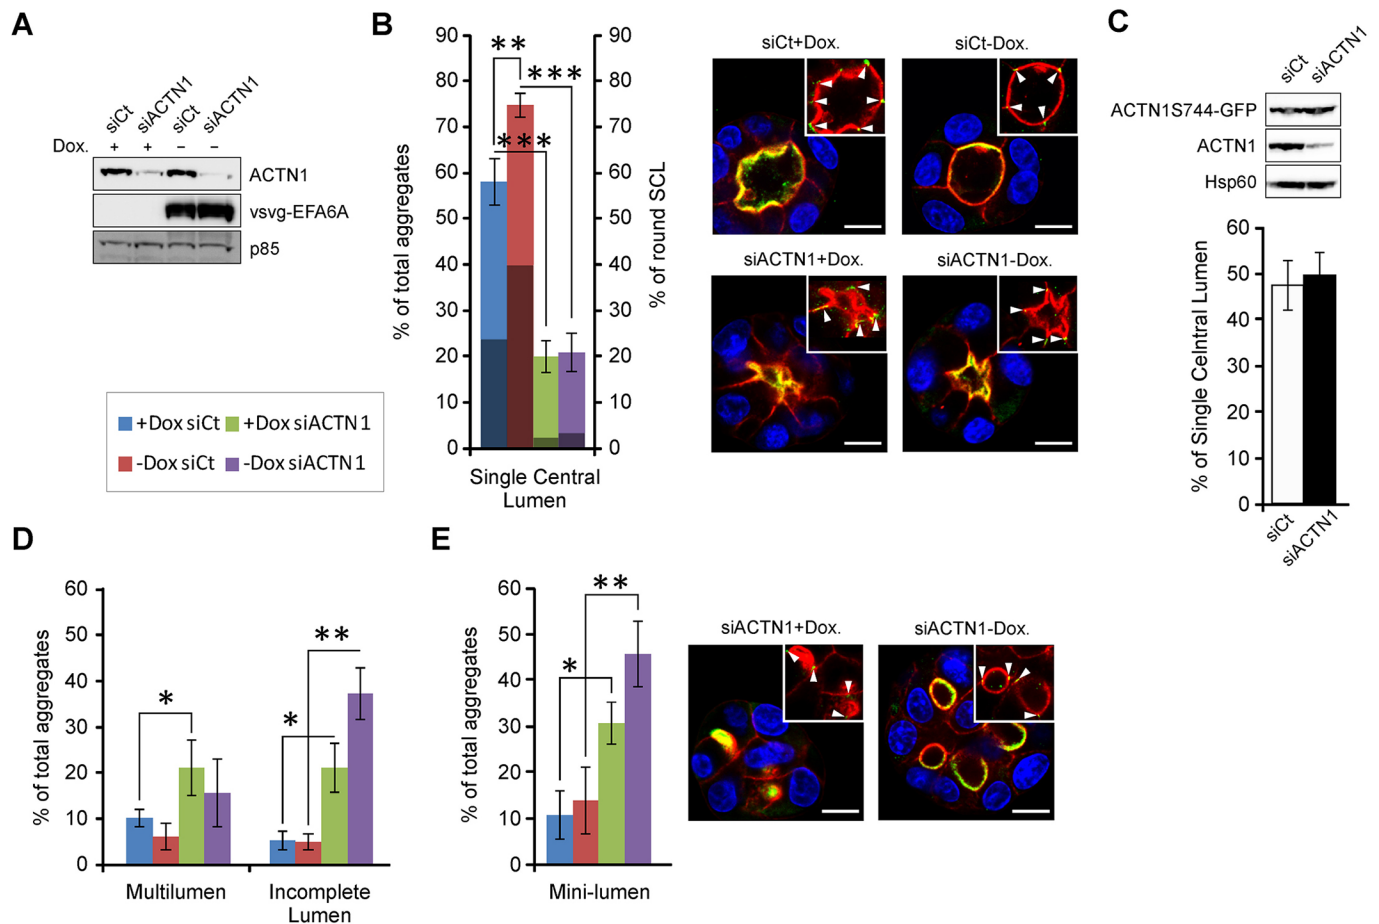 A
siCt
siACTN1
siCt
siACTN1
Dox. + + – –
ACTN1
vsvg-EFA6A
p85
+Dox siCt
+Dox siACTN1
-Dox siCt
-Dox siACTN1
B
% of total aggregates
90
80
70
60
50
40
30
20
10
0
**
***
***
90
80
70
60
50
40
30
20
10
0
% of round SCL
Single Central
Lumen
siCt+Dox.
siCt-Dox.
siACTN1+Dox.
siACTN1-Dox.
C
siCt
siACTN1
ACTN1S744-GFP
ACTN1
Hsp60
% of Single Celntral Lumen
60
50
40
30
20
10
0
siCt
siACTN1
D
% of total aggregates
60
50
40
30
20
10
0
*
*
**
Multilumen
Incomplete
Lumen
E
% of total aggregates
60
50
40
30
20
10
0
*
**
Mini-lumen
siACTN1+Dox.
siACTN1-Dox.